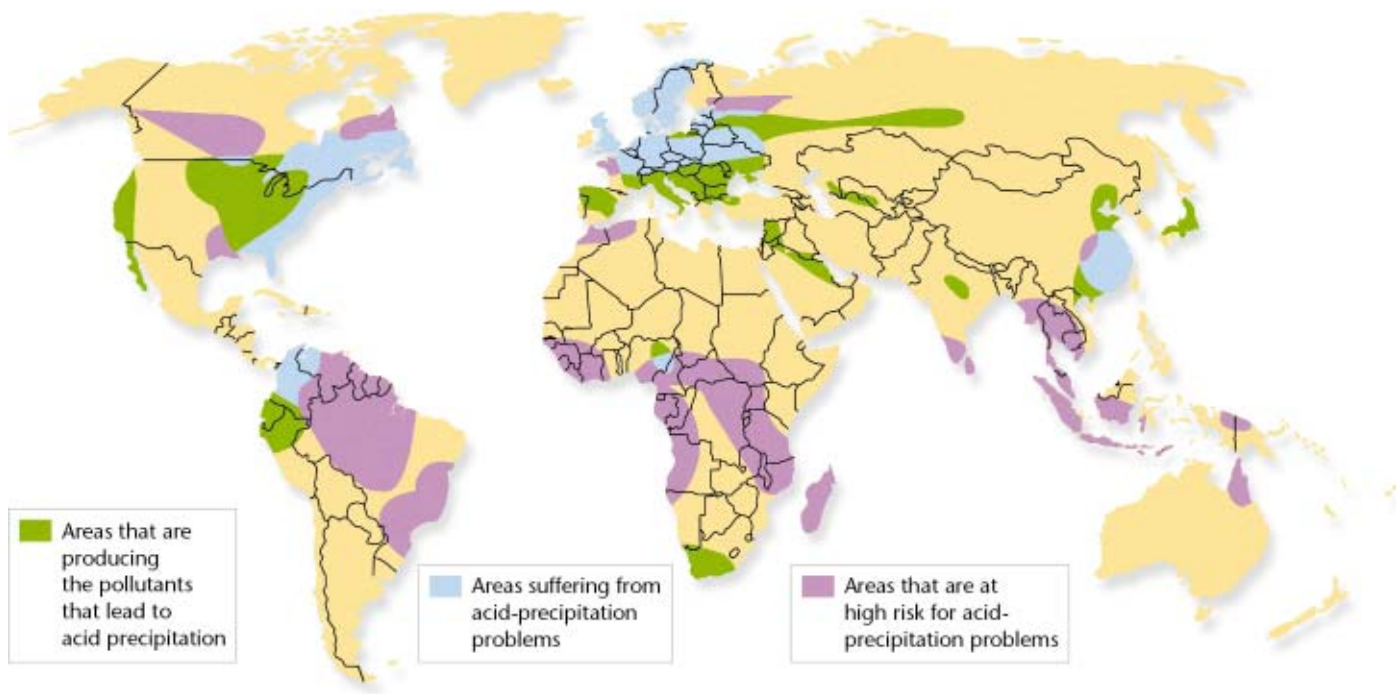 Areas that are
producing
the pollutants
that lead to
acid precipitation
Areas suffering from
acid-precipitation
problems
Areas that are at
high risk for acid-
precipitation problems